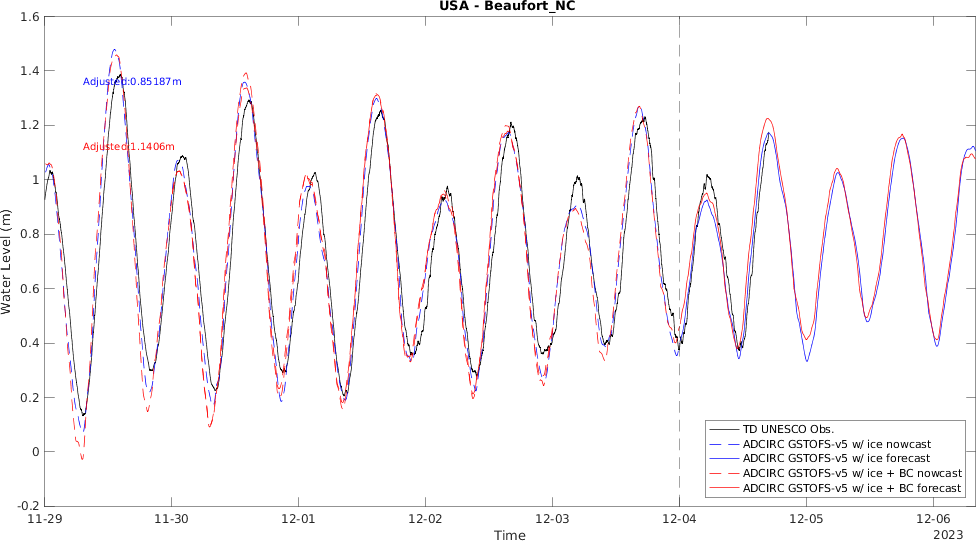 USA - Beaufort_NC
1.6
1.4
1.2
1
0.8
0.6
0.4
0.2
0
-0.2
Water Level (m)
Adjusted:0.85187m
Adjusted:1.1406m
TD UNESCO Obs.
ADCIRC GSTOFS-v5 w/ ice nowcast
ADCIRC GSTOFS-v5 w/ ice forecast
ADCIRC GSTOFS-v5 w/ ice + BC nowcast
ADCIRC GSTOFS-v5 w/ ice + BC forecast
11-29 11-30 12-01 12-02 12-03 12-04 12-05 12-06
Time
2023